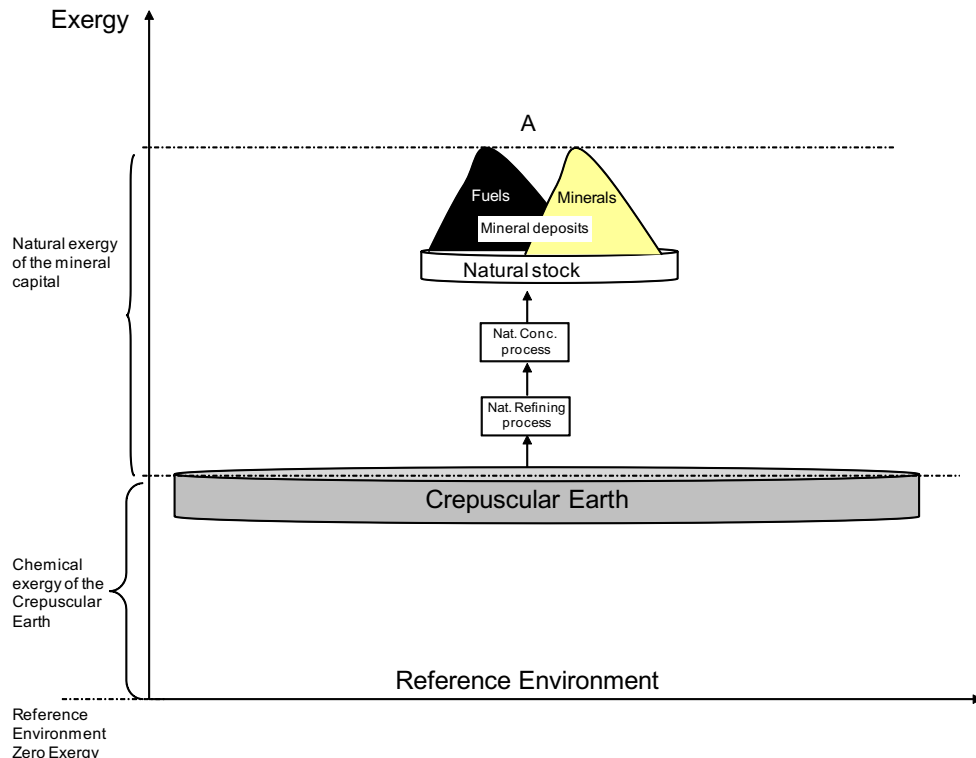 Exergy
A
Fuels
Minerals
Mineral deposits
Natural stock
Natural exergy
of the mineral
capital
Nat. Conc.
process
Nat. Refining
process
Crepuscular Earth
Chemical
exergy of the
Crepuscular
Earth
Reference Environment
Reference
Environment
Zero Exergy